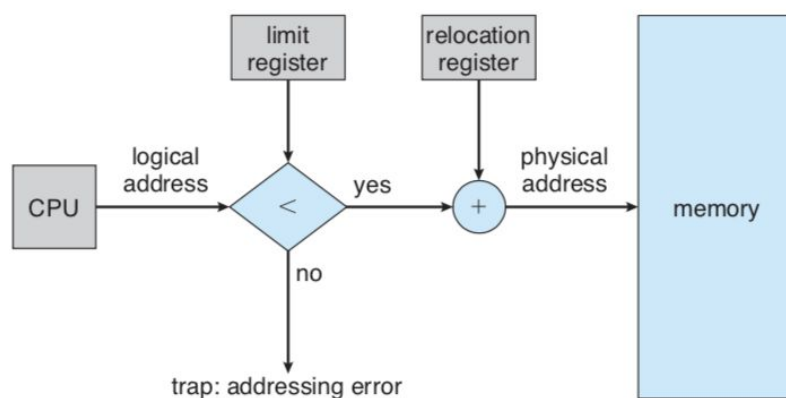 limit
register
relocation
register
logical
address
physical
address
CPU
<
yes
+
memory
no
trap: addressing error